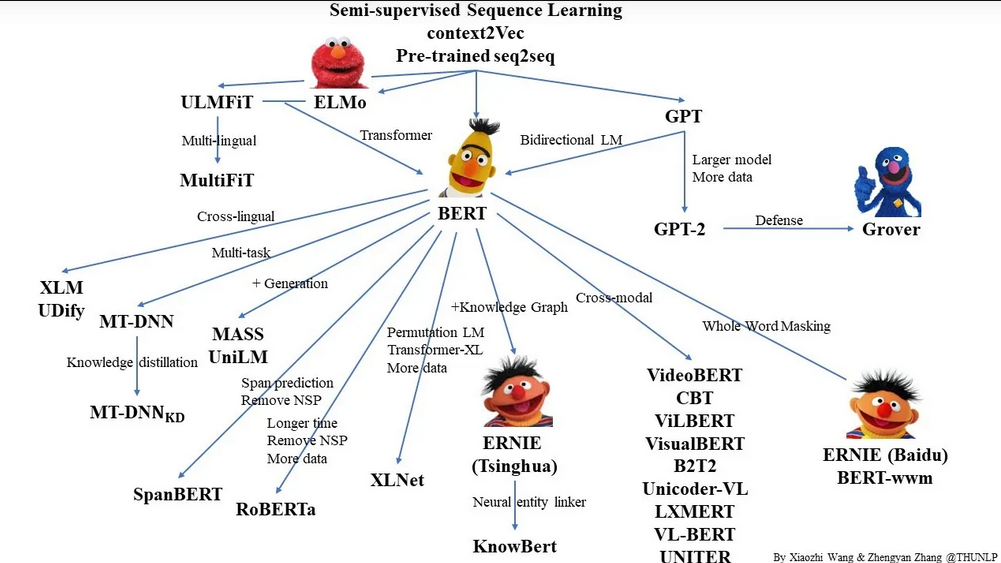 Semi-supervised Sequence Learning
context2Vec
Pre-trained seq2seq
ULMFiT
ELMo
GPT
Multi-lingual
Transformer
Bidirectional LM
Larger model
More data
MultiFiT
BERT
GPT-2
Defense
Grover
Cross-lingual
Multi-task
+ Generation
+Knowledge Graph
Cross-modal
Whole Word Masking
XLM
UDify
MT-DNN
MASS
UniLM
Permutation LM
Transformer-XL
More data
Knowledge distillation
Span prediction
Remove NSP
MT-DNNKD
Longer time
Remove NSP
More data
SpanBERT
RoBERTa
XLNet
ERNIE
(Tsinghua)
Neural entity linker
KnowBert
VideoBERT
CBT
ViLBERT
VisualBERT
B2T2
Unicoder-VL
LXMERT
VL-BERT
UNITER
ERNIE (Baidu)
BERT-wwm
By Xiaozhi Wang & Zhengyan Zhang @THUNLP